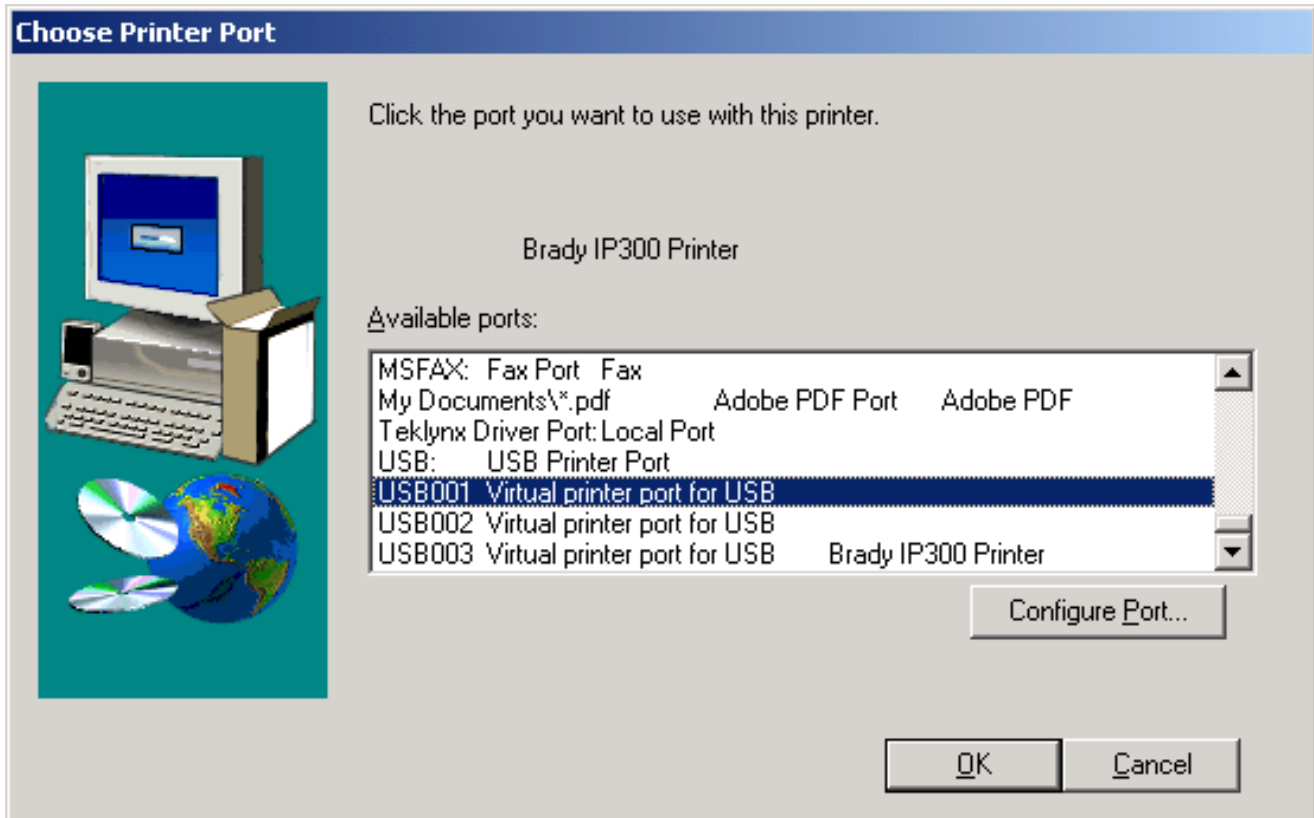 Choose Printer Port
Click the port you want to use with this printer.
Brady IP300 Printer
Available ports:
MSFAX: Fax Port Fax
My Documents\*.pdf Adobe PDF Port Adobe PDF
Teklynx Driver Port: Local Port
USB: USB Printer Port
USB001 Virtual printer port for USB
USB002 Virtual printer port for USB
USB003 Virtual printer port for USB Brady IP300 Printer
Configure Port...
OK Cancel